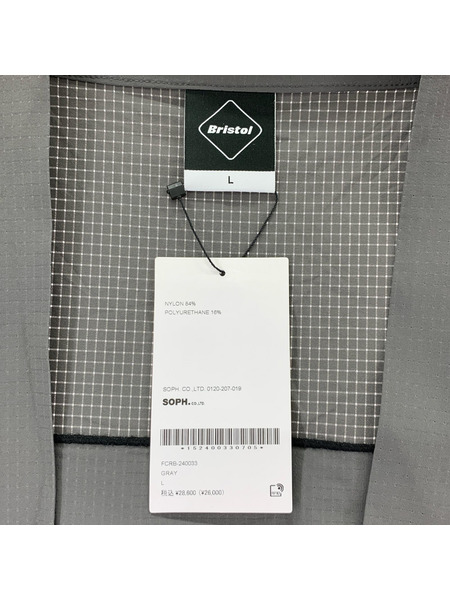 Bristol
L
NYLON 84%
POLYURETHANE 16%
SOPH. CO.,LTD. 0120-207-019
SOPH.CO.,LTD.
*152400330705*
FCRB-240033
GRAY
L
税込 ¥28,600 (¥26,000)